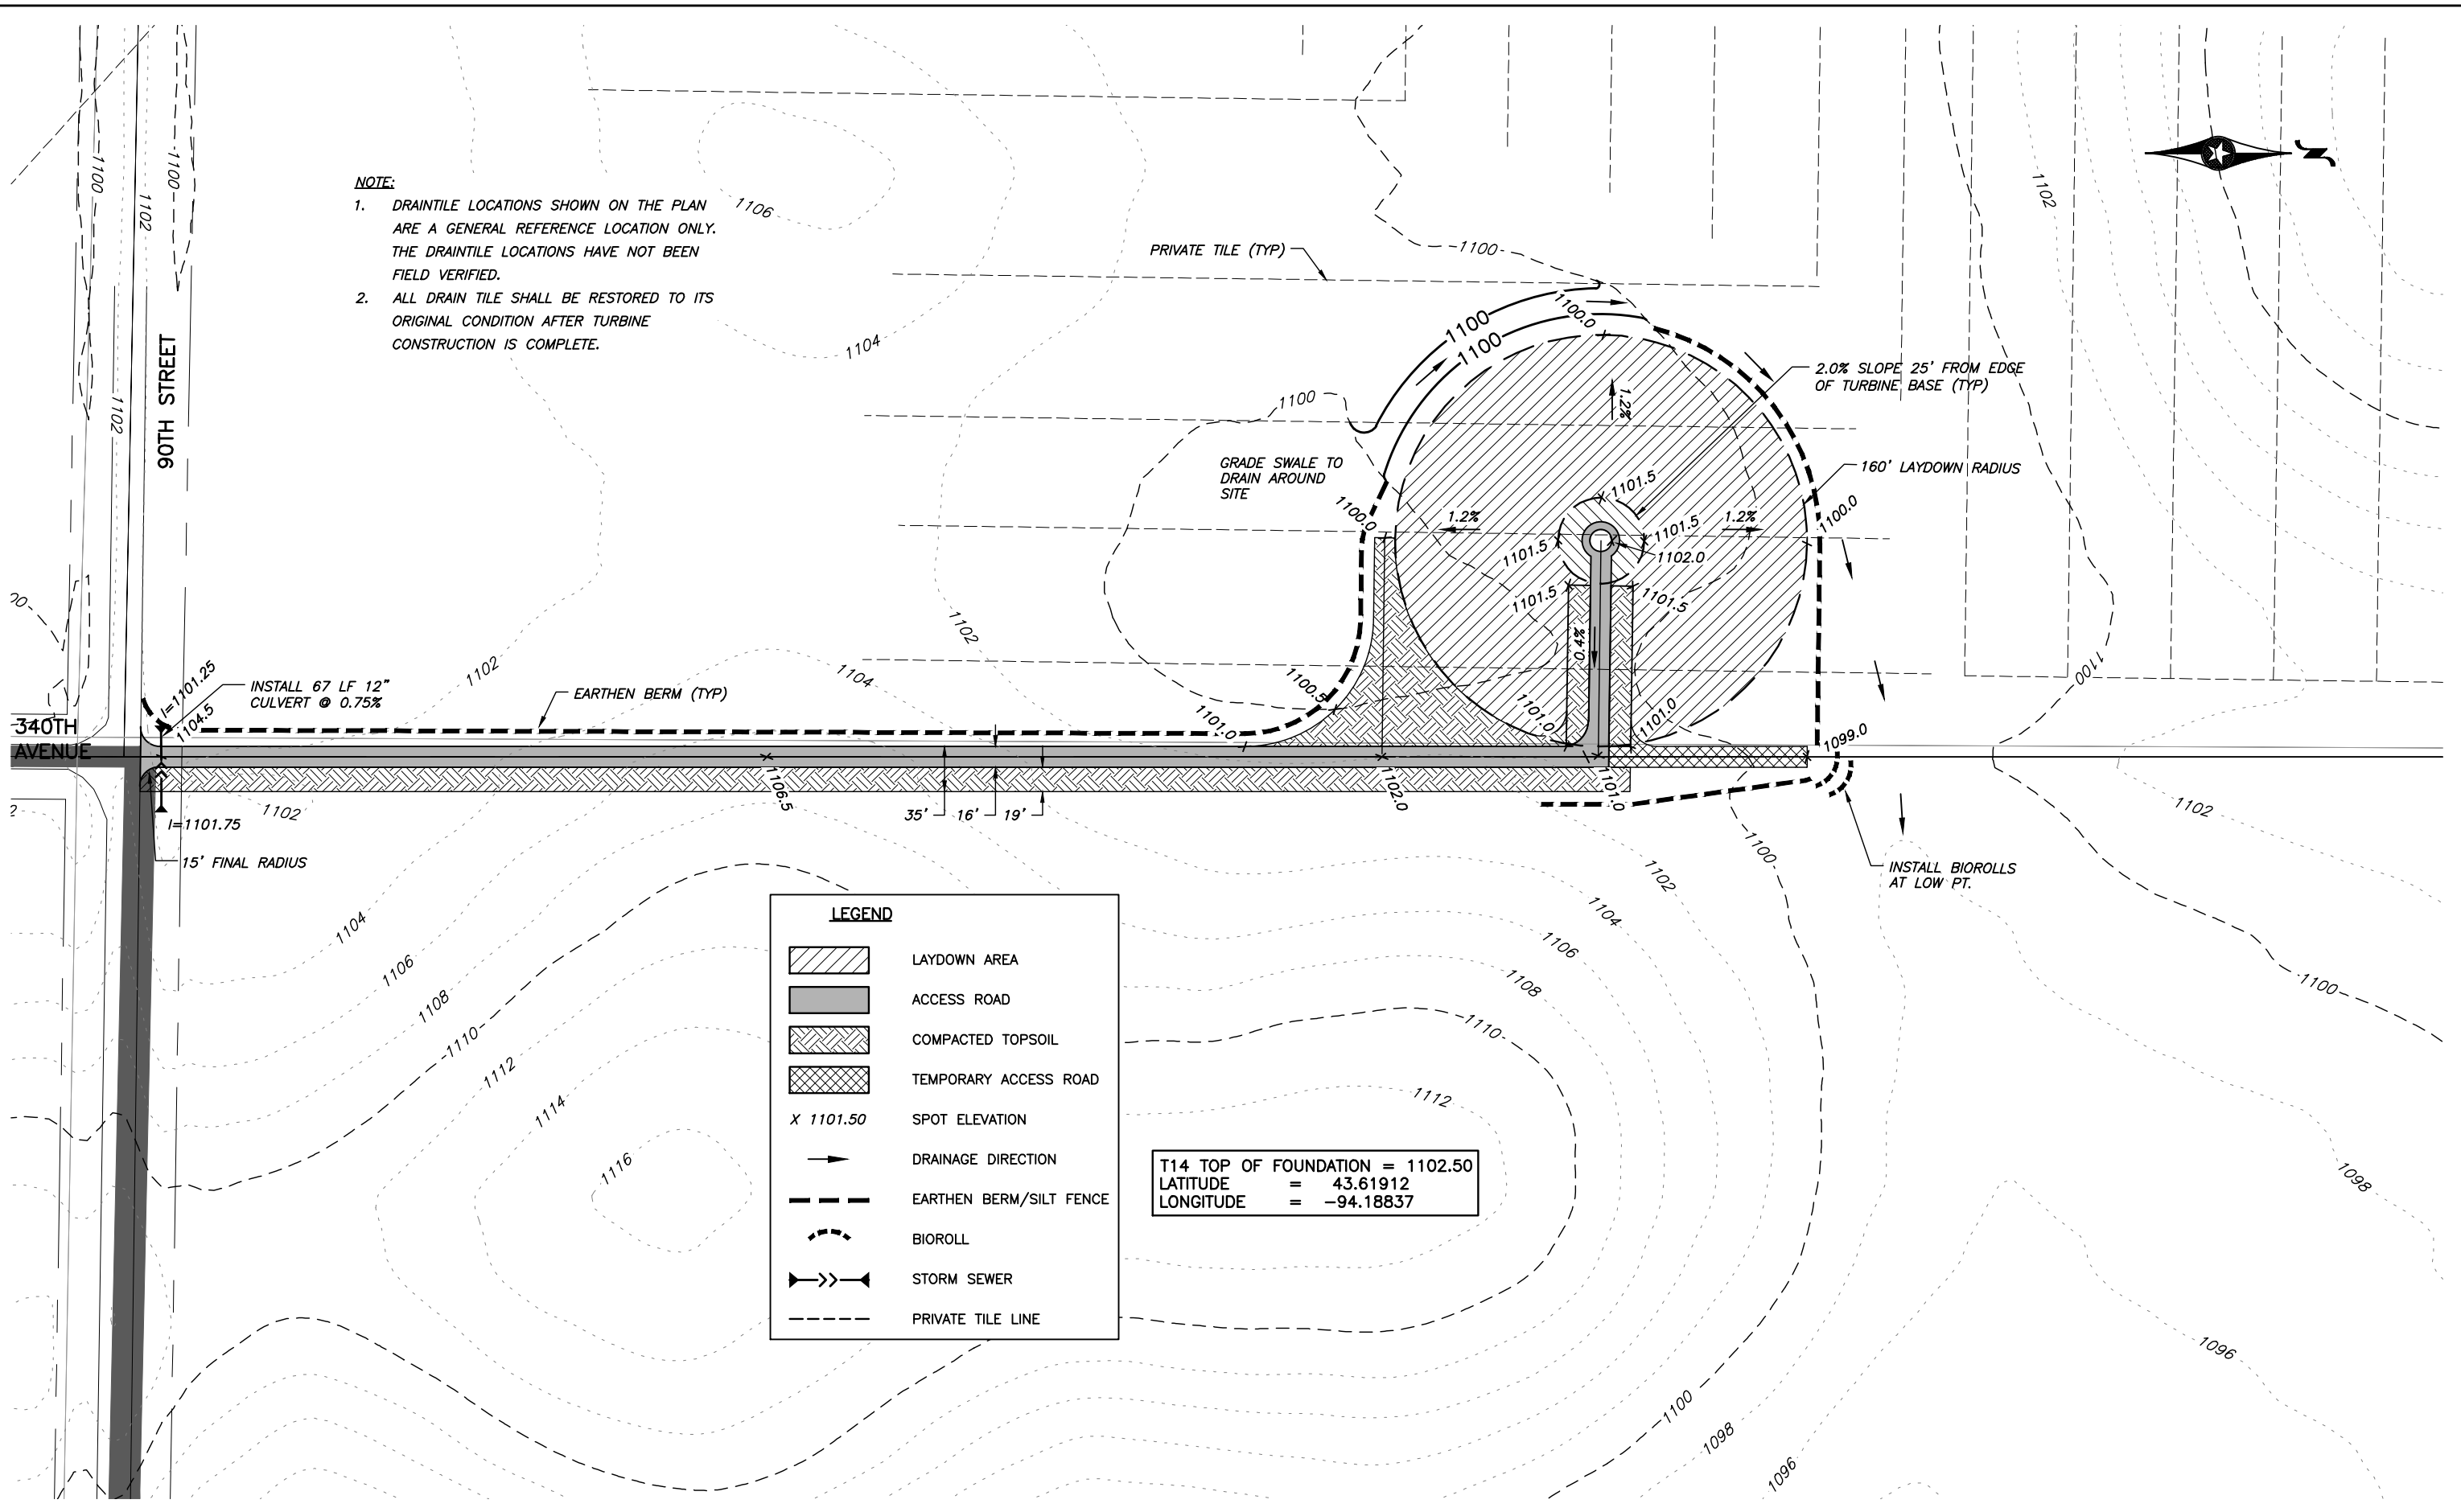 NOTE:
1. DRAINTILE LOCATIONS SHOWN ON THE PLAN
ARE A GENERAL REFERENCE LOCATION ONLY.
THE DRAINTILE LOCATIONS HAVE NOT BEEN
FIELD VERIFIED.
2. ALL DRAIN TILE SHALL BE RESTORED TO ITS
ORIGINAL CONDITION AFTER TURBINE
CONSTRUCTION IS COMPLETE.
N
1100
1100
1102
1102
90TH STREET
1106
1104
1102
PRIVATE TILE (TYP)
1100
1100.0
1100
1100
1100
2.0% SLOPE 25' FROM EDGE
OF TURBINE BASE (TYP)
1.2%
160' LAYDOWN RADIUS
GRADE SWALE TO
DRAIN AROUND
SITE
1101.5
1100.0
1.2%
1101.5
1.2%
1100.0
1101.5
1102.0
1101.5
1101.5
0.4%
1102
1102
1104
1100
I=1101.25
1104.5
INSTALL 67 LF 12"
CULVERT @ 0.75%
EARTHEN BERM (TYP)
1100.5
1101.0
1101.0
1101.0
1099.0
340TH
AVENUE
1106.5
1102.0
1101.0
35'
16'
19'
1102
I=1101.75
15' FINAL RADIUS
1100
1102
INSTALL BIOROLLS
AT LOW PT.
1102
1104
1106
1108
1110
1112
1104
1106
1108
1110
1112
1114
1116
1100
1098
1096
1100
1098
1096
LEGEND
LAYDOWN AREA
ACCESS ROAD
COMPACTED TOPSOIL
TEMPORARY ACCESS ROAD
X 1101.50 SPOT ELEVATION
DRAINAGE DIRECTION
EARTHEN BERM/SILT FENCE
BIOROLL
STORM SEWER
PRIVATE TILE LINE
T14 TOP OF FOUNDATION = 1102.50
LATITUDE = 43.61912
LONGITUDE = -94.18837